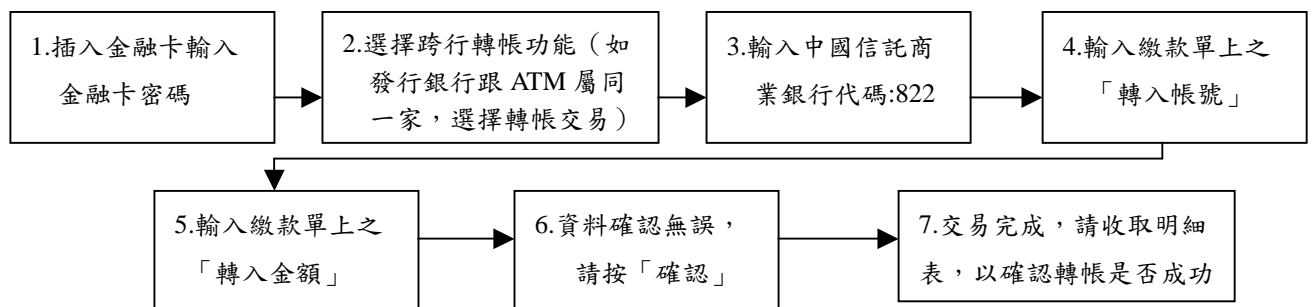 1.插入金融卡輸入
金融卡密碼
2.選擇跨行轉帳功能（如
發行銀行跟 ATM 屬同
一家，選擇轉帳交易）
3.輸入中國信託商
業銀行代碼:822
4.輸入繳款單上之
「轉入帳號」
5.輸入繳款單上之
「轉入金額」
6.資料確認無誤，
請按「確認」
7.交易完成，請收取明細
表，以確認轉帳是否成功